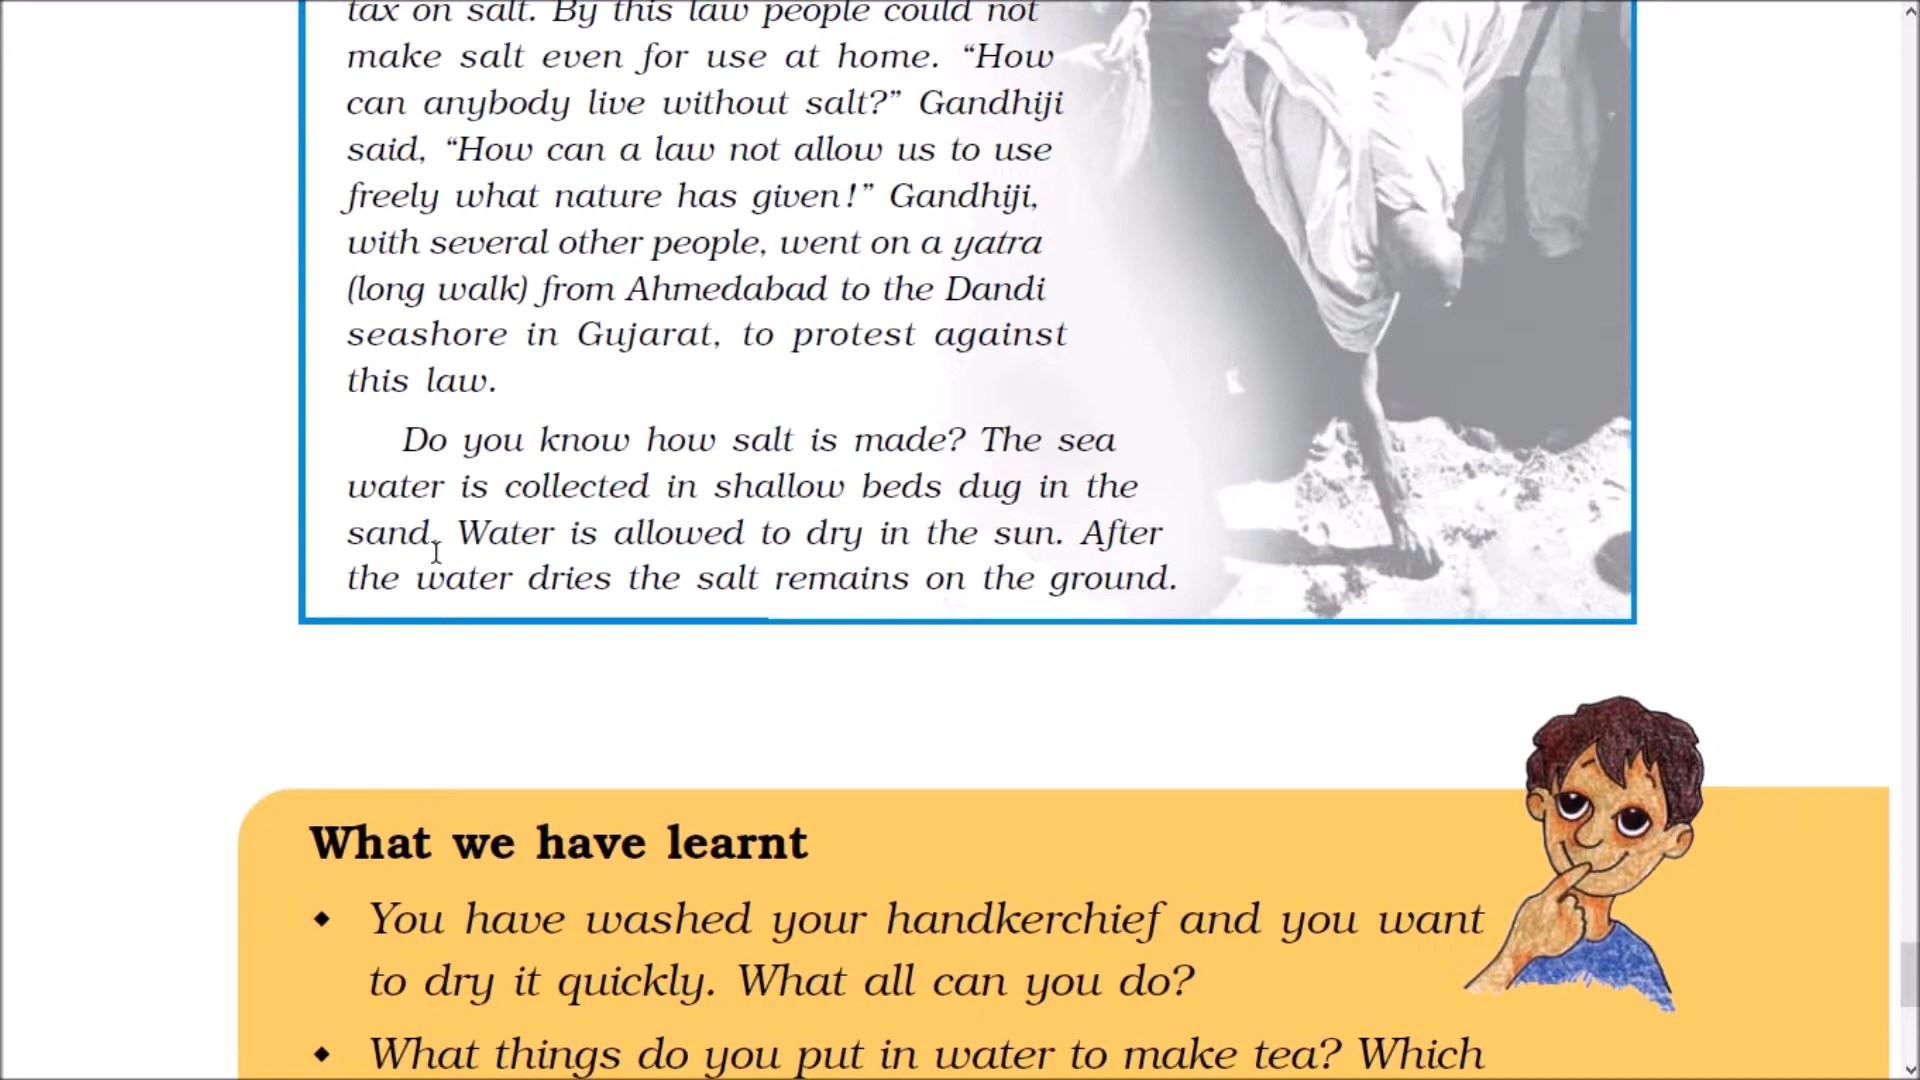 tax on salt. By this law people could not
make salt even for use at home. “How
can anybody live without salt?” Gandhiji
said, “How can a law not allow us to use
freely what nature has given!” Gandhiji,
with several other people, went on a yatra
(long walk) from Ahmedabad to the Dandi
seashore in Gujarat, to protest against
this law.
Do you know how salt is made? The sea
water is collected in shallow beds dug in the
sand. Water is allowed to dry in the sun. After
the water dries the salt remains on the ground.
What we have learnt
◆ You have washed your handkerchief and you want
to dry it quickly. What all can you do?
◆ What things do you put in water to make tea? Which